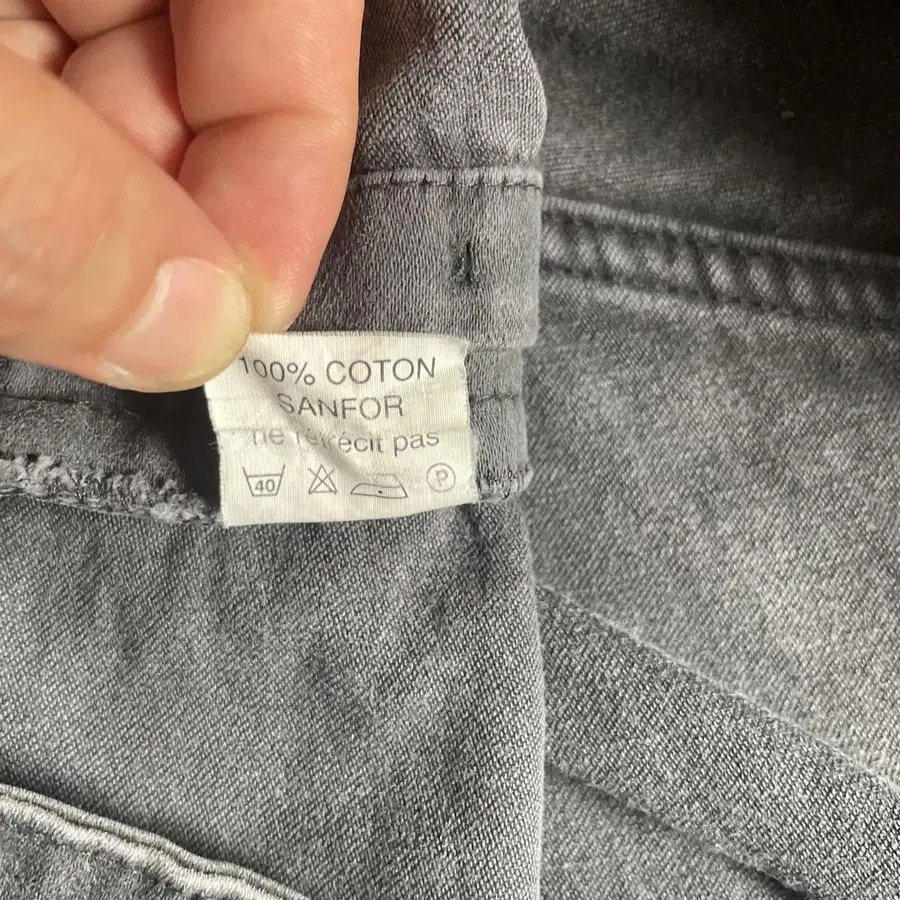 100% COTON
SANFOR
ne rétrécit pas
40 P